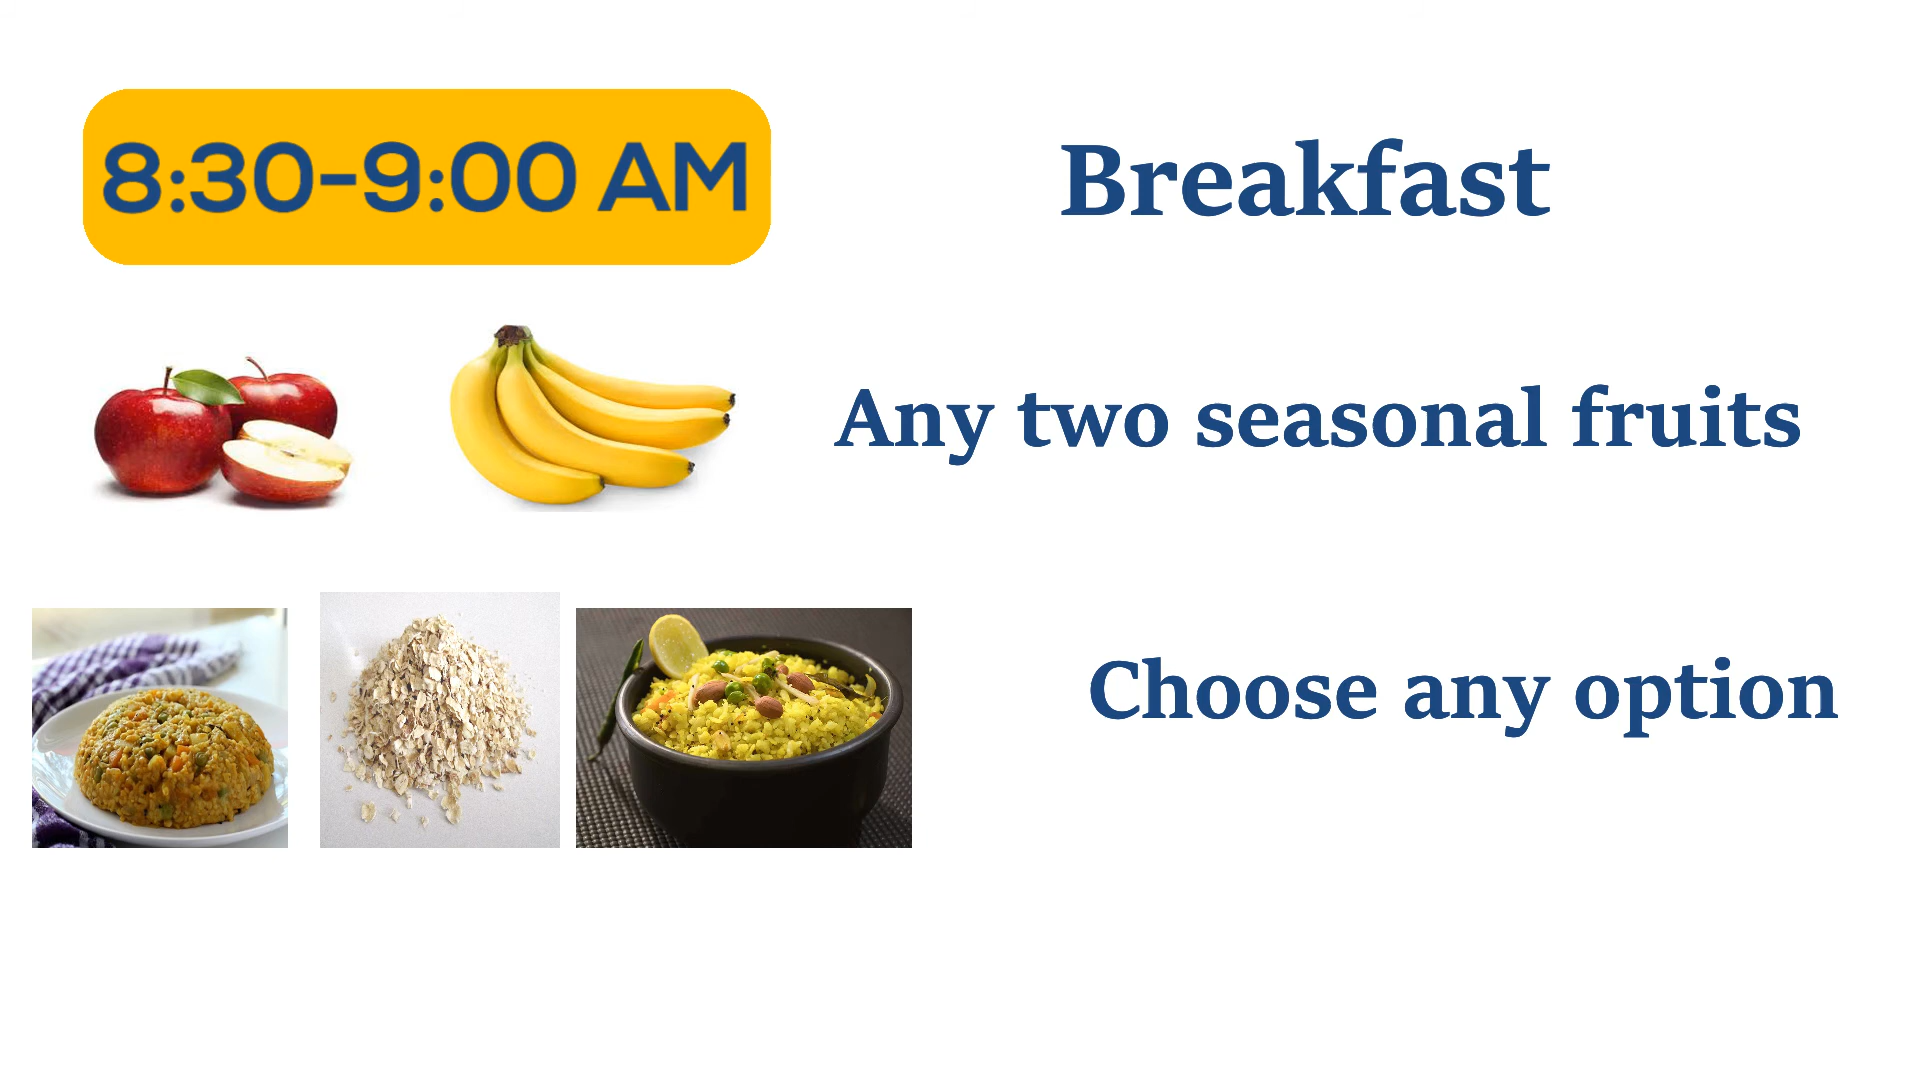 8:30-9:00 AM
Breakfast
Any two seasonal fruits
Choose any option